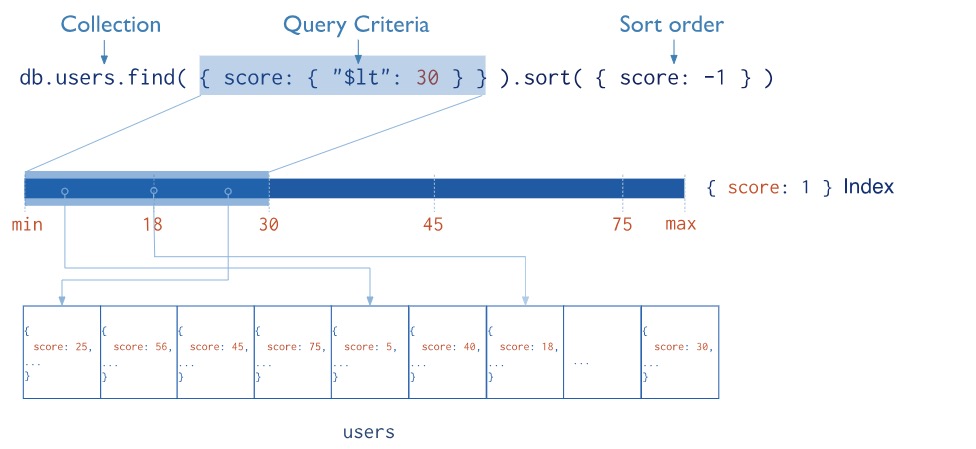 Collection Query Criteria Sort order
db.users.find( { score: { "$lt": 30 } } ).sort( { score: -1 } )
{ score: 1 } Index
min 18 30 45 75 max
{ { { { { { { {
score: 25, score: 56, score: 45, score: 75, score: 5, score: 40, score: 18, ... score: 30,
... ... ... ... ... ... ... ...
} } } } } } } }
users